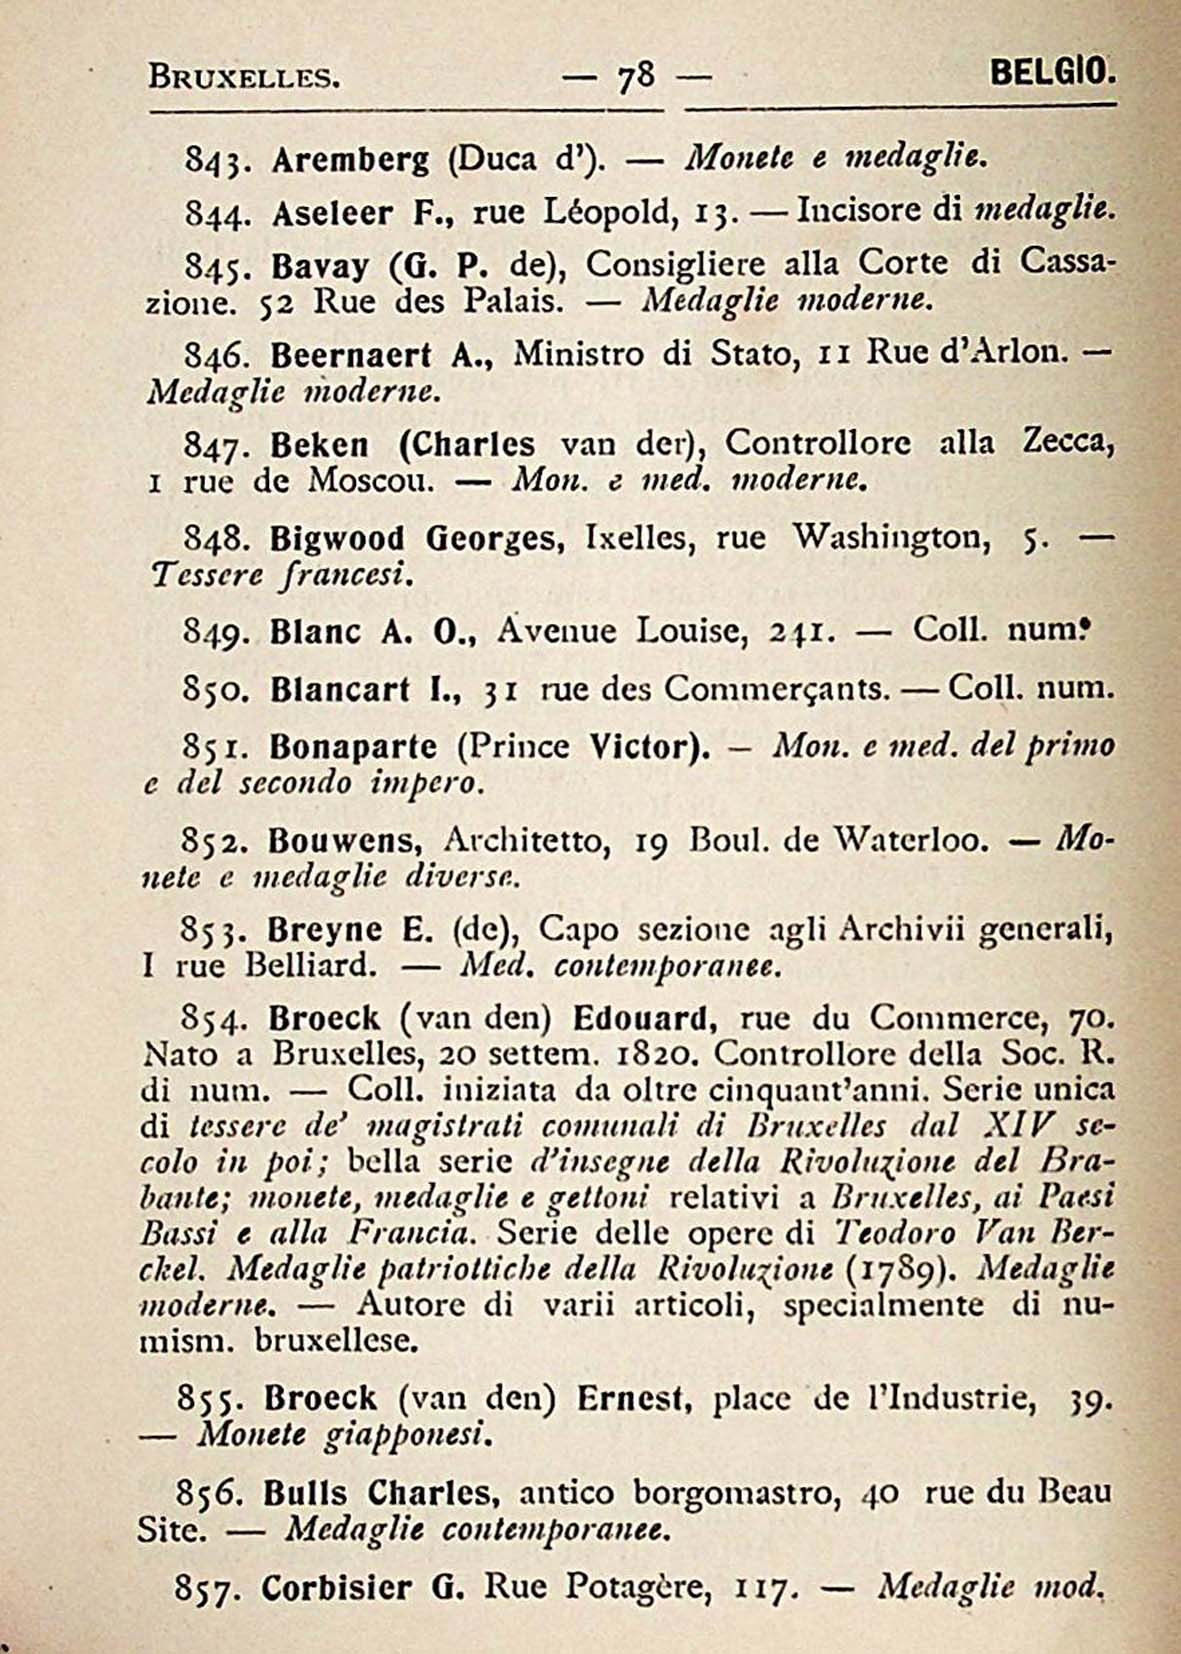 BRUXELLES. — 78 — BELGIO.
843. Aremberg (Duca d’). — Monete e medaglie.
844. Aseleer F., rue Léopold, 13. — Incisore di medaglie.
845. Bavay (G. P. de), Consigliere alla Corte di Cassa-
zione. 52 Rue des Palais. — Medaglie moderne.
846. Beernaert A., Ministro di Stato, 11 Rue d’Arlon. —
Medaglie moderne.
847. Beken (Charles van der), Controllore alla Zecca,
1 rue de Moscou. — Mon. e med. moderne.
848. Bigwood Georges, Ixelles, rue Washington, 5. —
Tessere francesi.
849. Blanc A. O., Avenue Louise, 241. — Coll. num.
850. Blancart I., 31 rue des Commerçants. — Coll. num.
851. Bonaparte (Prince Victor). — Mon. e med. del primo
e del secondo impero.
852. Bouwens, Architetto, 19 Boul. de Waterloo. — Mo-
nete e medaglie diverse.
853. Breyne E. (de), Capo sezione agli Archivii generali,
I rue Belliard. — Med. contemporanee.
854. Broeck (van den) Edouard, rue du Commerce, 70.
Nato a Bruxelles, 20 settem. 1820. Controllore della Soc. R.
di num. — Coll. iniziata da oltre cinquant’anni. Serie unica
di tessere de’ magistrati comunali di Bruxelles dal XIV se-
colo in poi; bella serie d’insegne della Rivoluzione del Bra-
bante; monete, medaglie e gettoni relativi a Bruxelles, ai Paesi
Bassi e alla Francia. Serie delle opere di Teodoro Van Ber-
ckel. Medaglie patriottiche della Rivoluzione (1789). Medaglie
moderne. — Autore di varii articoli, specialmente di nu-
mism. bruxellese.
855. Broeck (van den) Ernest, place de l’Industrie, 39.
— Monete giapponesi.
856. Bulls Charles, antico borgomastro, 40 rue du Beau
Site. — Medaglie contemporanee.
857. Corbisier G. Rue Potagère, 117. — Medaglie mod.